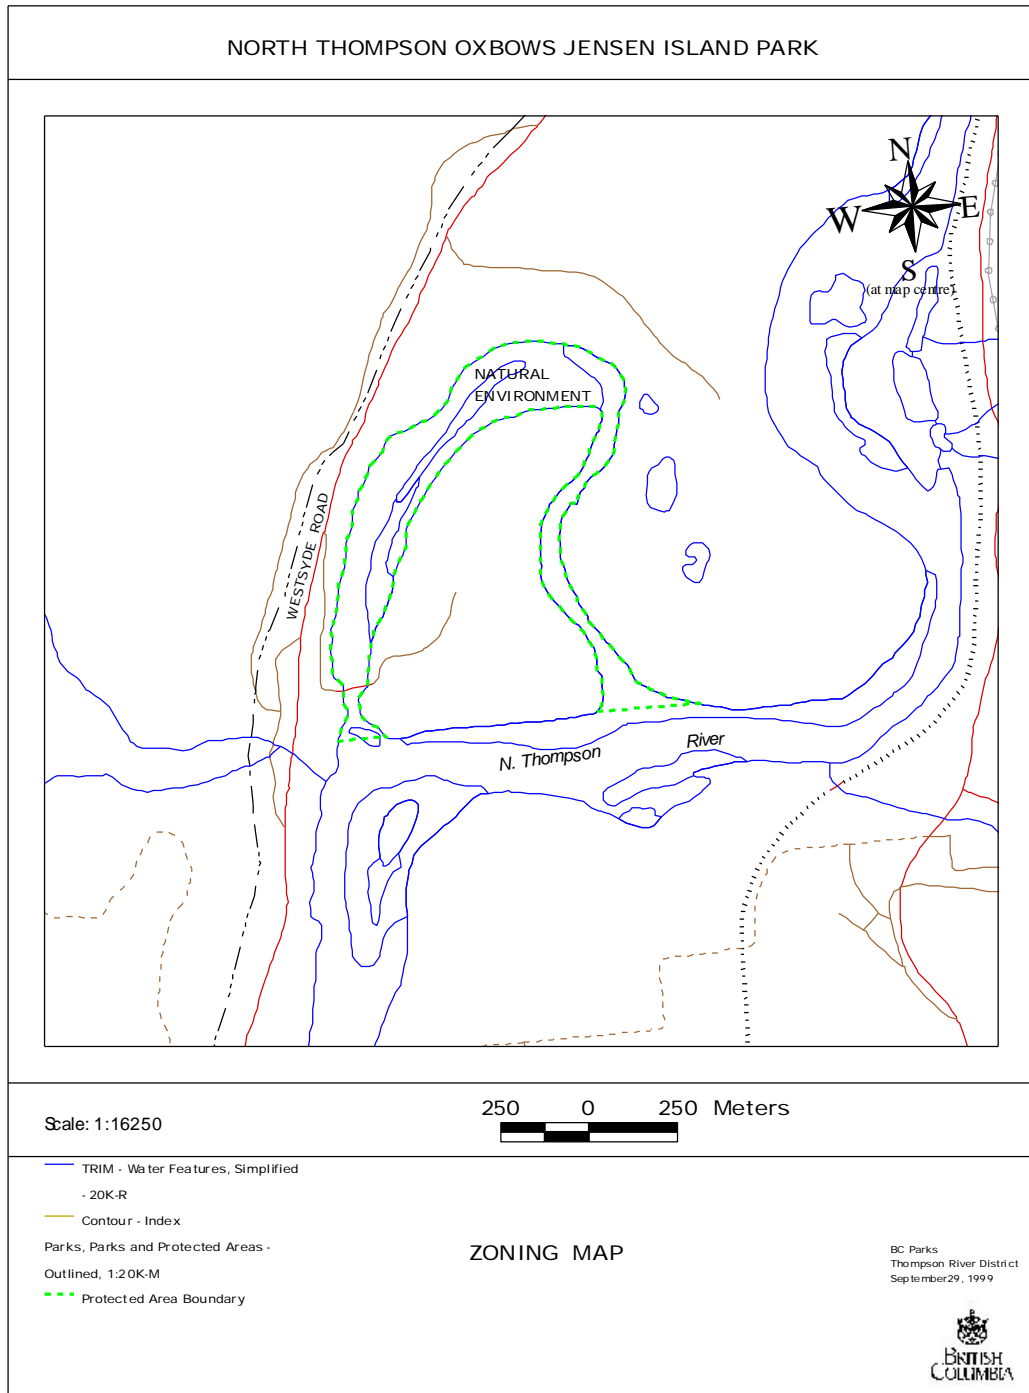 NORTH THOMPSON OXBOWS JENSEN ISLAND PARK
N
W
E
S
(at map centre)
NATURAL
ENVIRONMENT
WESTSYDE ROAD
N. Thompson River
Scale: 1:16250
250 0 250 Meters
TRIM - Water Features, Simplified
- 20K-R
Contour - Index
Parks, Parks and Protected Areas -
Outlined, 1:20K-M
Protected Area Boundary
ZONING MAP
BC Parks
Thompson River District
September29, 1999
BRITISH
COLUMBIA